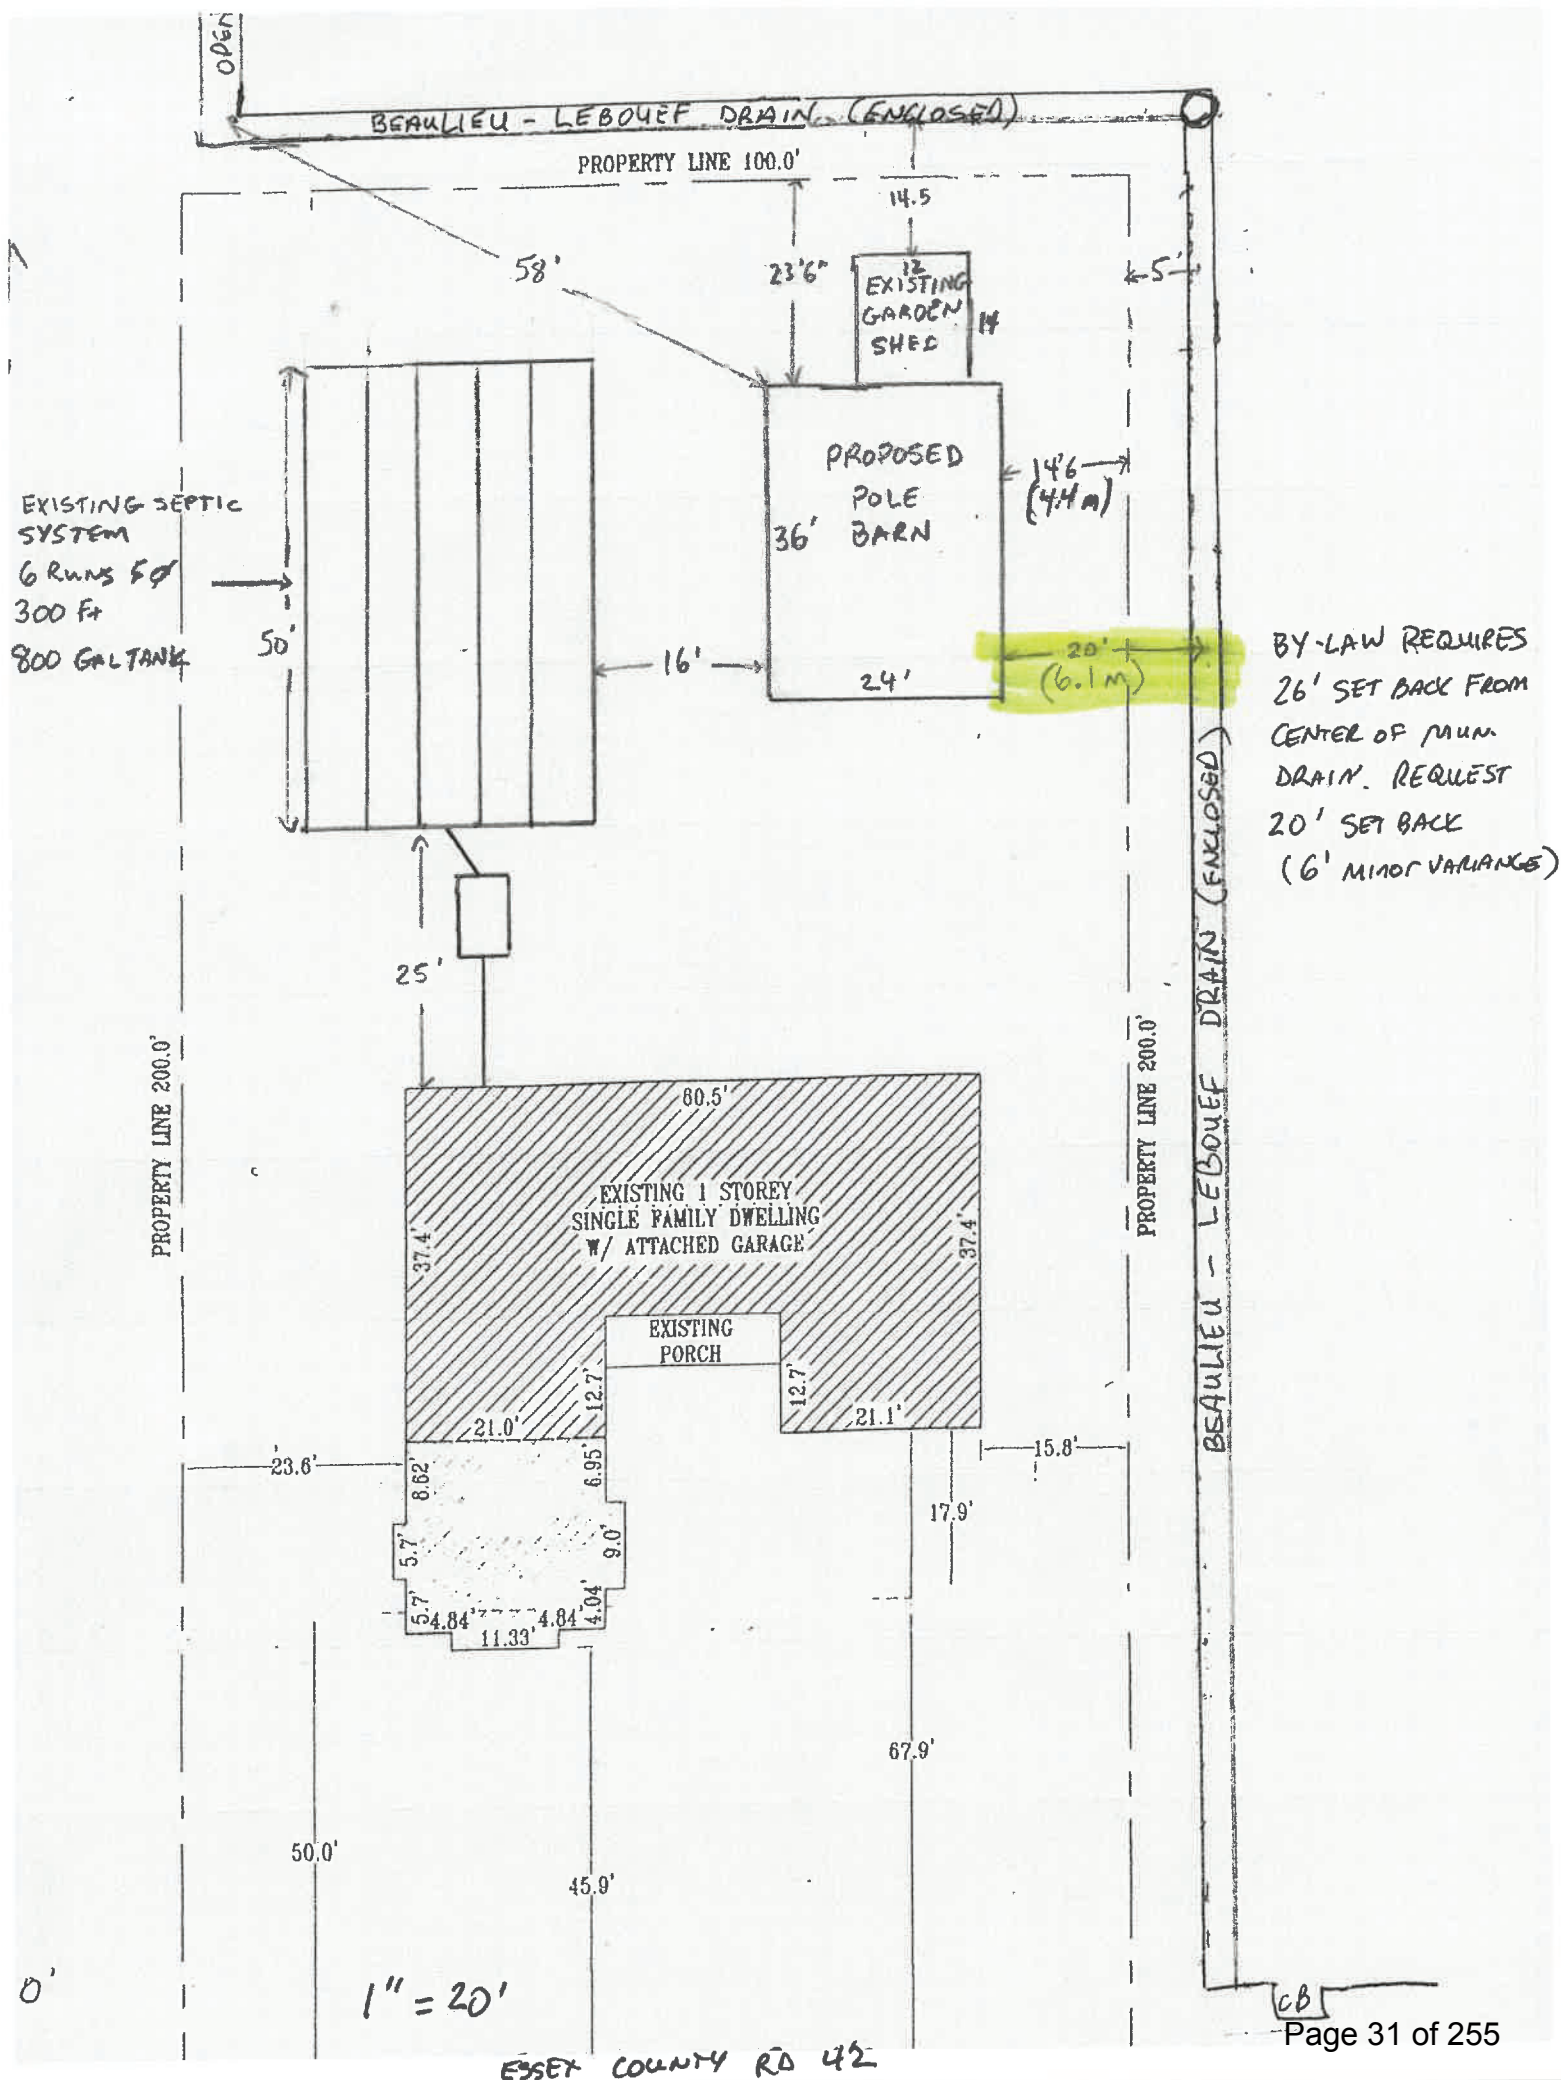 OPEN
BEAULIEU - LEBOUEF DRAIN (ENCLOSED)
PROPERTY LINE 100.0'
14.5
58'
23'6"
12
EXISTING
GARDEN
SHED
14
5'
PROPOSED
POLE
BARN
36'
24'
14'6
(4.4 m)
EXISTING SEPTIC
SYSTEM
6 RUNS 50
300 Ft
800 GAL TANK
50'
16'
20'
(6.1 m)
BY-LAW REQUIRES
26' SET BACK FROM
CENTER OF MUN.
DRAIN. REQUEST
20' SET BACK
(6' MINOR VARIANCE)
25'
BEAULIEU - LEBOUEF DRAIN (ENCLOSED)
PROPERTY LINE 200.0'
PROPERTY LINE 200.0'
60.5'
EXISTING 1 STOREY
SINGLE FAMILY DWELLING
W/ ATTACHED GARAGE
37.4'
37.4'
EXISTING
PORCH
12.7'
12.7'
21.0'
21.1'
23.6'
15.8'
8.62'
6.95'
17.9'
5.7'
9.0'
5.7'
4.84'
4.84'
4.04'
11.33'
67.9'
50.0'
45.9'
0'
1" = 20'
CB
Page 31 of 255
ESSEX COUNTY RD 42